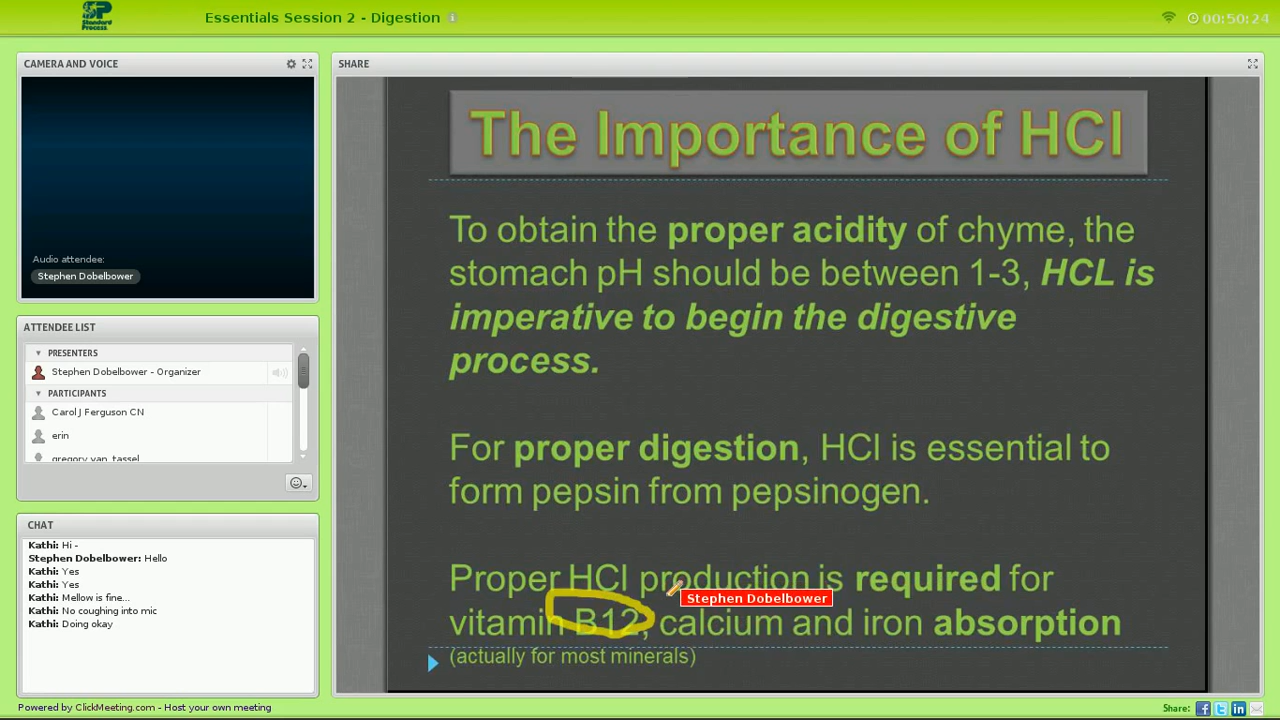 SP Standard Process
Essentials Session 2 - Digestion
00:50:24
CAMERA AND VOICE
Audio attendee:
Stephen Dobelbower
ATTENDEE LIST
PRESENTERS
Stephen Dobelbower - Organizer
PARTICIPANTS
Carol J Ferguson CN
erin
gregory van_tassel
CHAT
Kathi: Hi -
Stephen Dobelbower: Hello
Kathi: Yes
Kathi: Yes
Kathi: Mellow is fine...
Kathi: No coughing into mic
Kathi: Doing okay
SHARE
The Importance of HCl
To obtain the proper acidity of chyme, the
stomach pH should be between 1-3, HCL is
imperative to begin the digestive
process.
For proper digestion, HCl is essential to
form pepsin from pepsinogen.
Proper HCl production is required for
Stephen Dobelbower
vitamin B12, calcium and iron absorption
(actually for most minerals)
Powered by ClickMeeting.com - Host your own meeting
Share: